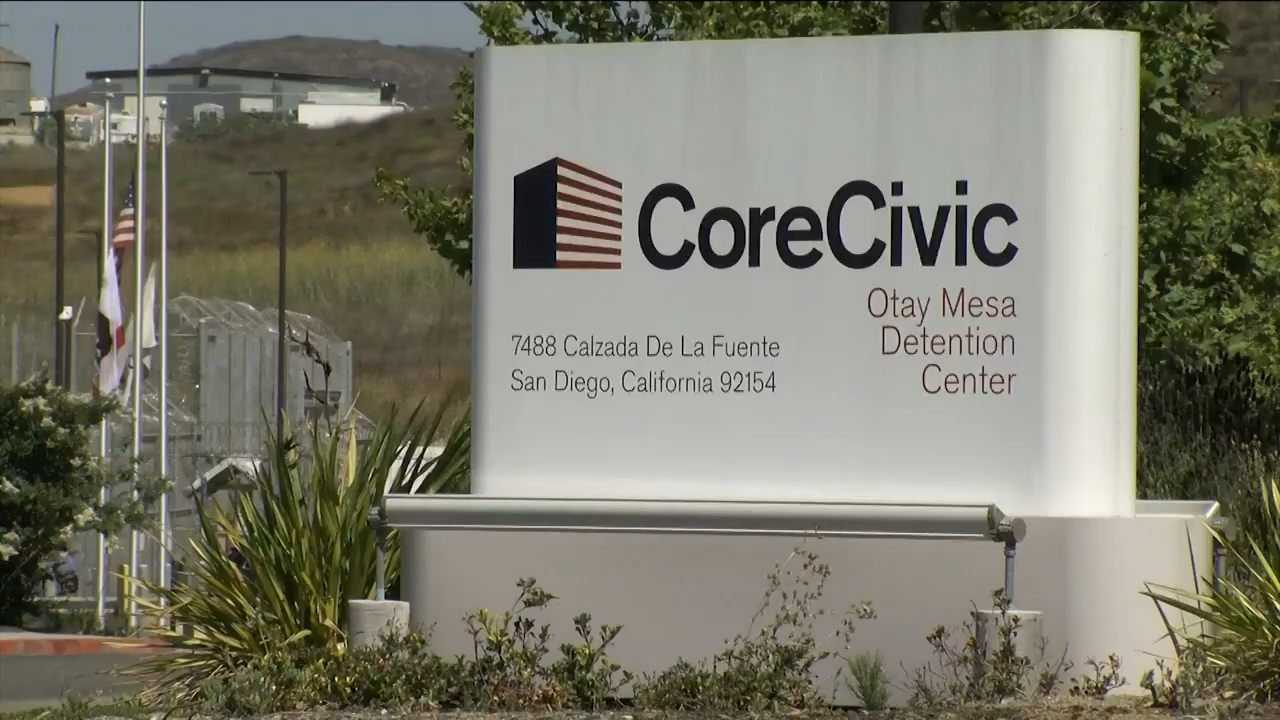 CoreCivic
Otay Mesa
Detention
Center
7488 Calzada De La Fuente
San Diego, California 92154